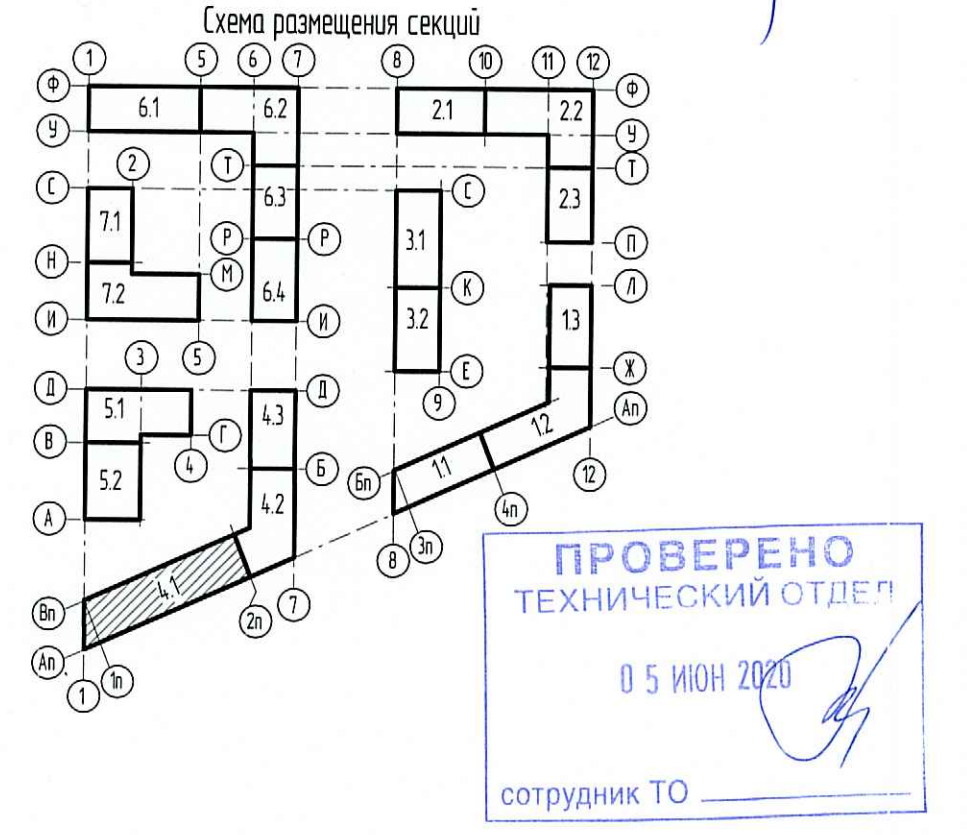 Схема размещения секций
1 5 6 7 8 10 11 12
Ф 6.1 6.2 2.1 2.2 Ф
У У
2 Т Т
С 7.1 6.3 С 2.3
Р Р 3.1 П
Н М К Л
7.2 6.4 1.3
И И 3.2
3 5 Е Ж
Д 5.1 4.3 Д 9 Ап
В Г 1.2
4 Б Бп 1.1 12
5.2 4.2 4п
А 3п
8
4.1
Вп 2п 7
Ап 1п
1
ПРОВЕРЕНО
ТЕХНИЧЕСКИЙ ОТДЕЛ
05 ИЮН 2020
сотрудник ТО